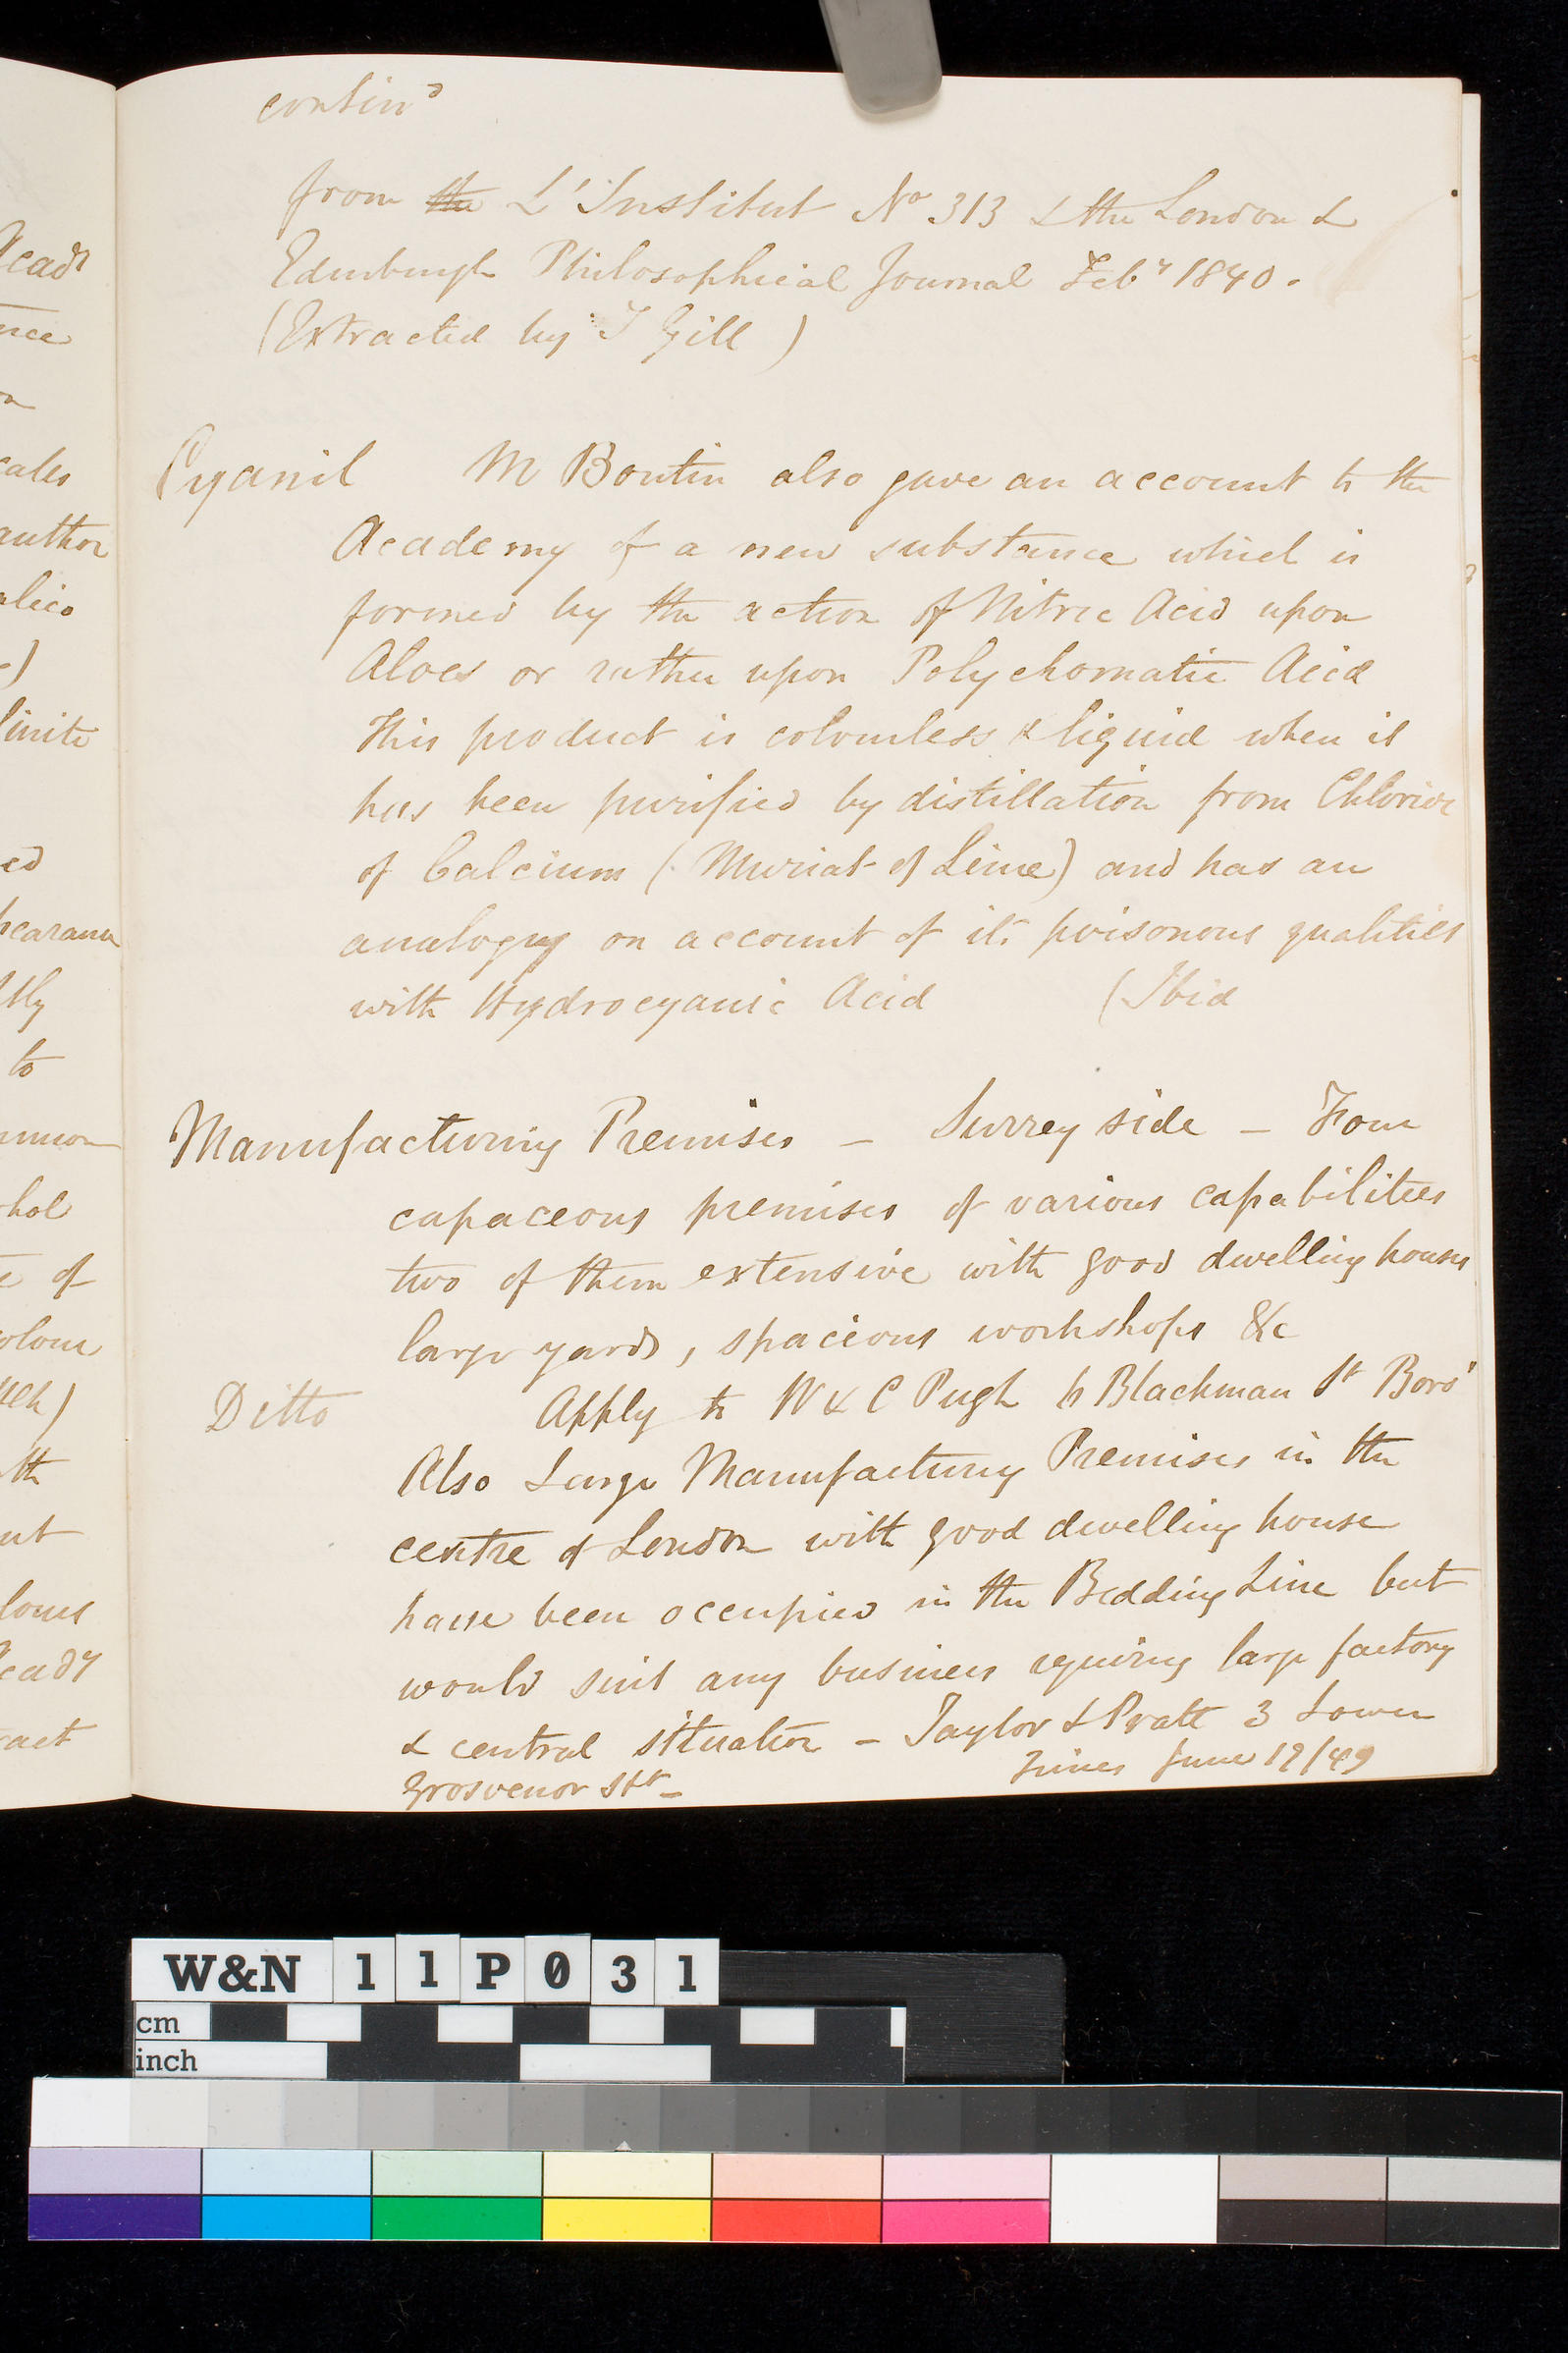 contin^d
from the L'Institut No 313 & the London &
Edinburgh Philosophical Journal Feb^y 1840.
(Extracted by T Gill)
Cyanil M Boutin also gave an account to the
Academy of a new substance which is
formed by the action of Nitric Acid upon
Aloes or rather upon Polychomatic Acid
This product is colourless & liquid when it
has been purified by distillation from Chloride
of Calcium (Muriat of Lime) and has an
analogy on account of its poisonous qualities
with Hydrocyanic Acid (Ibid
Manufacturing Premises – Surrey side – Four
capaceous premises of various capabilities
two of them extensive with good dwelling houses
large yards, spacious workshops &c
Apply to W & C Pugh Blackman St Boro'
Ditto
Also Large Manufacturing Premises in the
centre of London with good dwelling house
have been occupied in the Bedding Line but
would suit any business requiring large factory
& central situation – Taylor & Pratt 3 Lower
Grosvenor Stt –
Times June 19/49
W&N 11P031
cm
inch